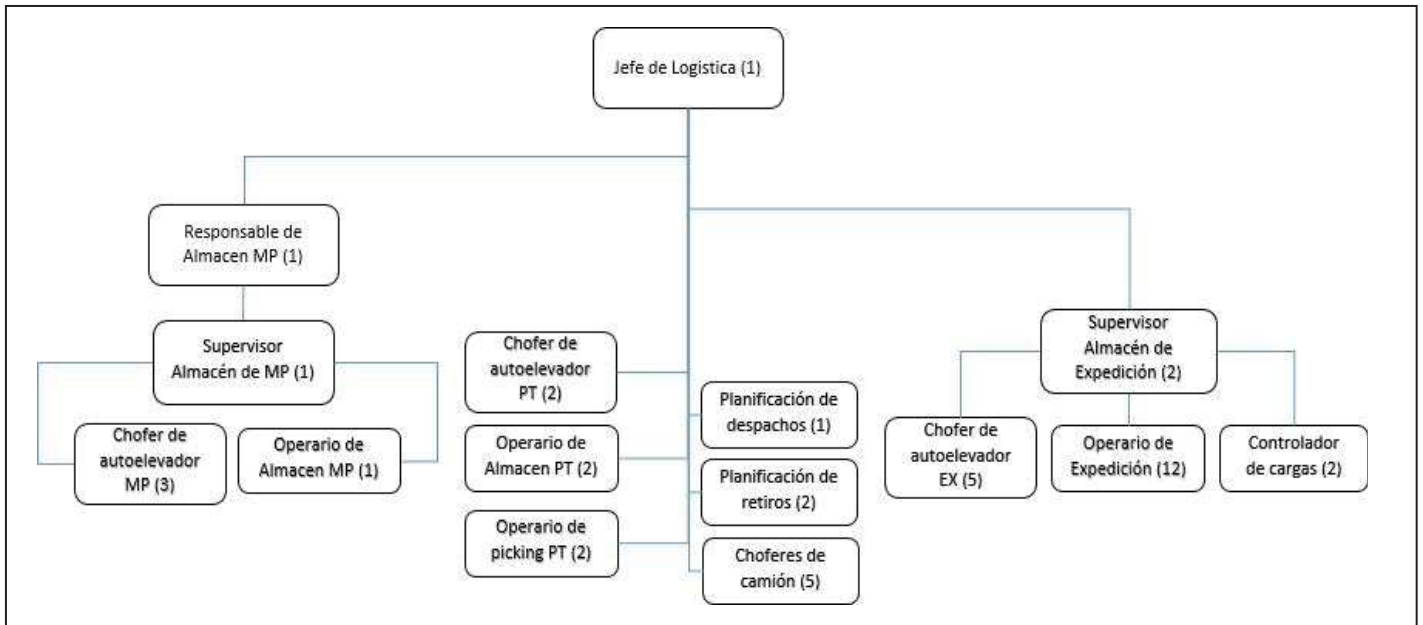 Jefe de Logistica (1)
Responsable de
Almacen MP (1)
Supervisor
Almacén de MP (1)
Chofer de
autoelevador
MP (3)
Operario de
Almacen MP (1)
Chofer de
autoelevador
PT (2)
Operario de
Almacen PT (2)
Operario de
picking PT (2)
Planificación de
despachos (1)
Planificación de
retiros (2)
Choferes de
camión (5)
Supervisor
Almacén de
Expedición (2)
Chofer de
autoelevador
EX (5)
Operario de
Expedición (12)
Controlador
de cargas (2)